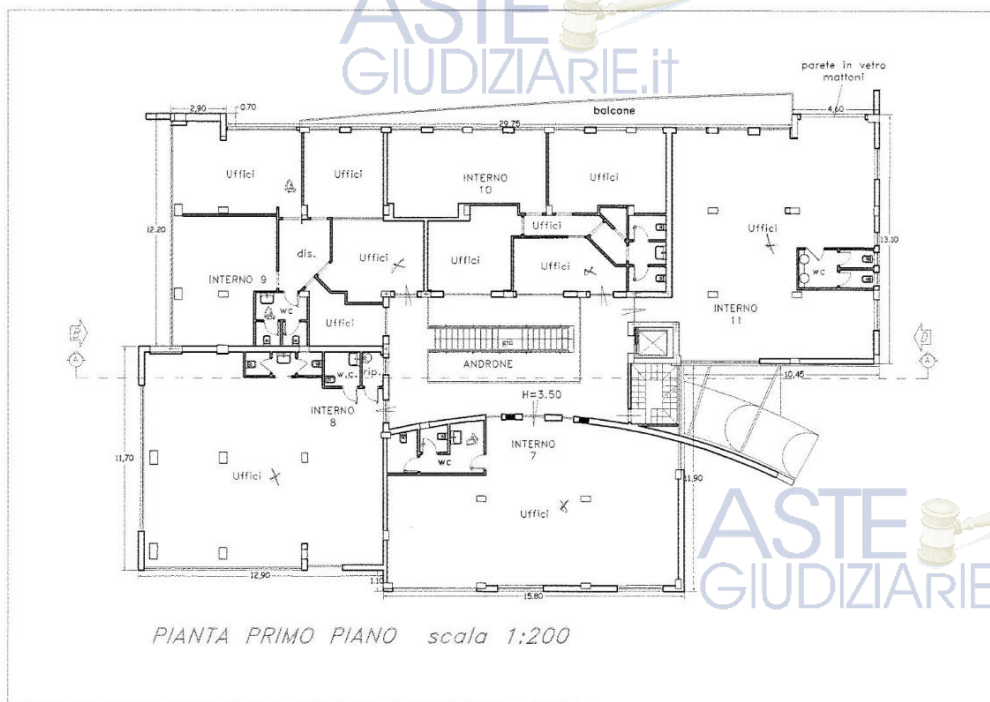 ASTE
GIUDIZIARIE.it
parete in vetro
mattoni
2,90
0.70
4,60
balcone
29.75
Uffici
Uffici
INTERNO
10
Uffici
12.20
Uffici
Uffici
13.10
dis.
Uffici
Uffici
Uffici
wc
INTERNO 9
wc
INTERNO
11
Uffici
giù
ANDRONE
A
A
w.c.
rip.
10.45
H=3.50
INTERNO
8
INTERNO
7
wc
11,70
Uffici
11,90
Uffici
12,90
1.10
15.80
ASTE
GIUDIZIARIE
PIANTA PRIMO PIANO scala 1:200